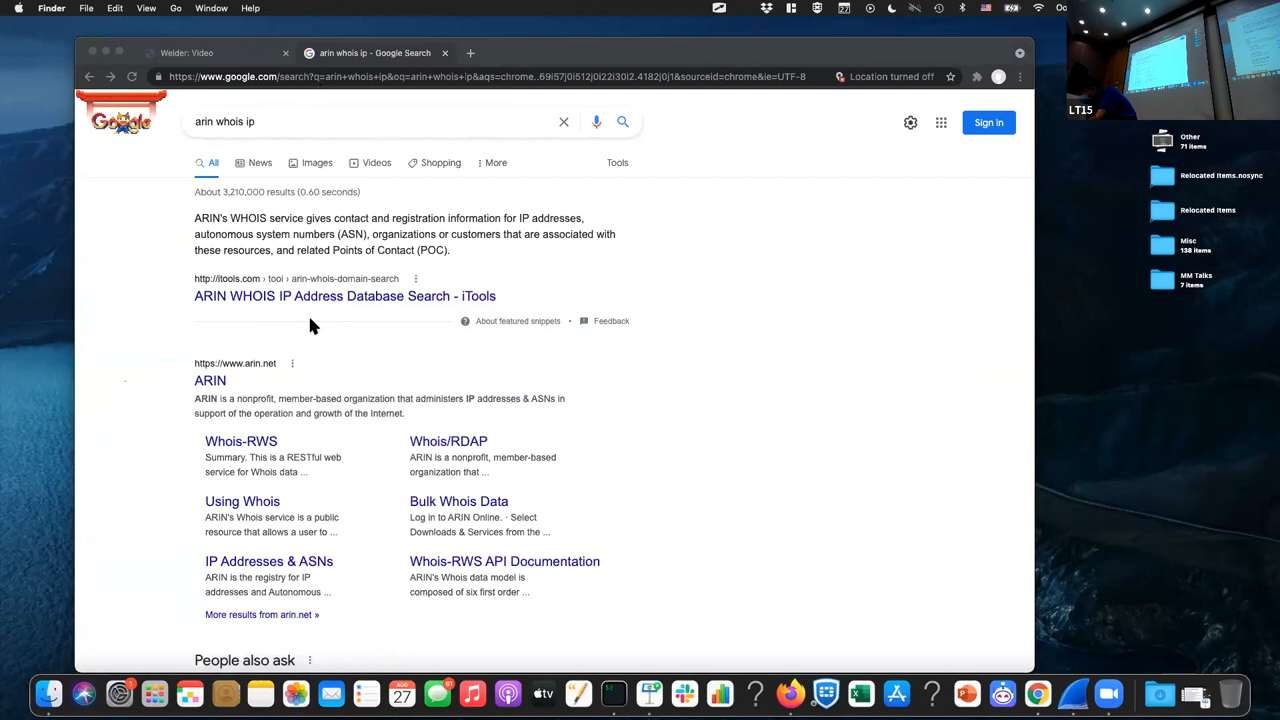 Finder File Edit View Go Window Help
Welder: Video
arin whois ip - Google Search
https://www.google.com/search?q=arin+whois+ip&oq=arin+whois+ip&aqs=chrome..69i57j0i512j0i22i30l2.4182j0j1&sourceid=chrome&ie=UTF-8
Location turned off
Google
arin whois ip
Sign in
All News Images Videos Shopping More Tools
About 3,210,000 results (0.60 seconds)
ARIN's WHOIS service gives contact and registration information for IP addresses,
autonomous system numbers (ASN), organizations or customers that are associated with
these resources, and related Points of Contact (POC).
http://itools.com › tool › arin-whois-domain-search
ARIN WHOIS IP Address Database Search - iTools
About featured snippets • Feedback
https://www.arin.net
ARIN
ARIN is a nonprofit, member-based organization that administers IP addresses & ASNs in
support of the operation and growth of the Internet.
Whois-RWS
Summary. This is a RESTful web
service for Whois data ...
Whois/RDAP
ARIN is a nonprofit, member-based
organization that ...
Using Whois
ARIN's Whois service is a public
resource that allows a user to ...
Bulk Whois Data
Log in to ARIN Online. · Select
Downloads & Services from the ...
IP Addresses & ASNs
ARIN is the registry for IP
addresses and Autonomous ...
Whois-RWS API Documentation
ARIN's Whois data model is
composed of six first order ...
More results from arin.net »
People also ask
LT15
Other
71 items
Relocated Items.nosync
Relocated Items
Misc
138 items
MM Talks
7 items
1
AUG
27
61
tv